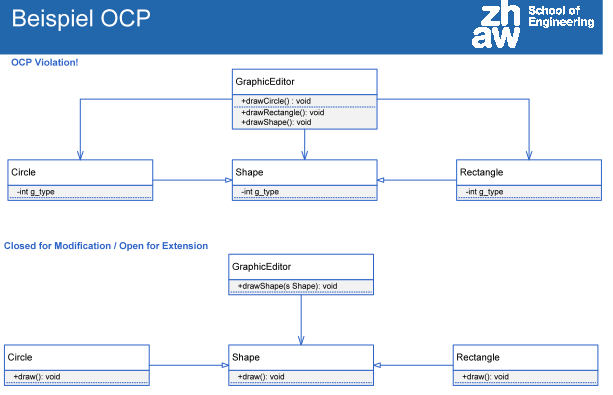 Beispiel OCP
zh
aw
School of
Engineering
OCP Violation!
GraphicEditor
+drawCircle() : void
+drawRectangle(): void
+drawShape(): void
Circle
-int g_type
Shape
-int g_type
Rectangle
-int g_type
Closed for Modification / Open for Extension
GraphicEditor
+drawShape(s Shape): void
Circle
+draw(): void
Shape
+draw(): void
Rectangle
+draw(): void